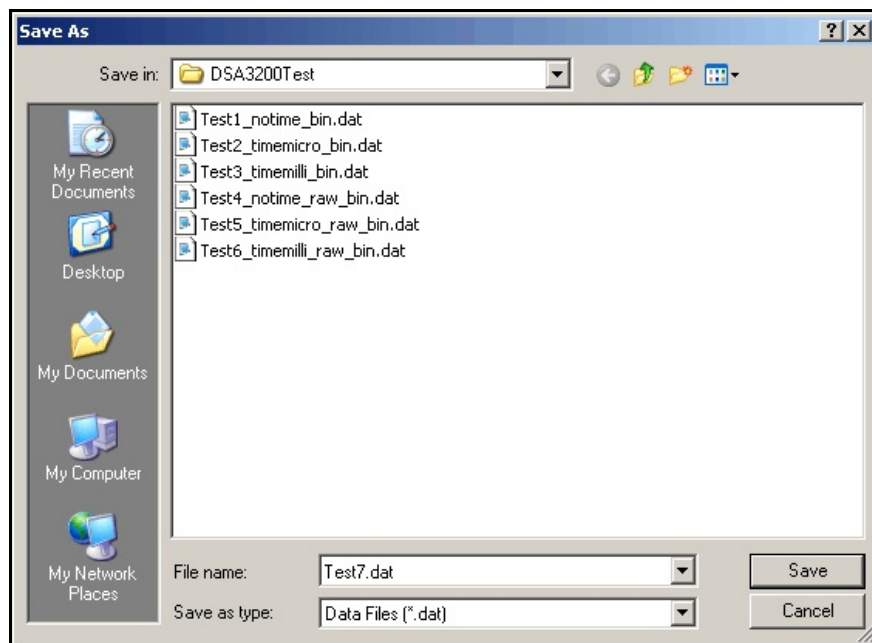 Save As
Save in: DSA3200Test
Test1_notime_bin.dat
Test2_timemicro_bin.dat
Test3_timemilli_bin.dat
Test4_notime_raw_bin.dat
Test5_timemicro_raw_bin.dat
Test6_timemilli_raw_bin.dat
My Recent
Documents
Desktop
My Documents
My Computer
My Network
Places
File name: Test7.dat Save
Save as type: Data Files (*.dat) Cancel